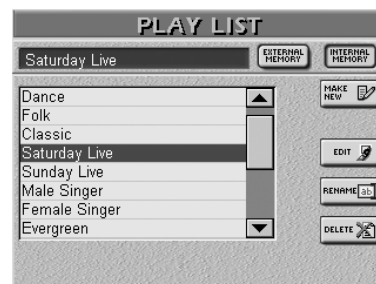 PLAY LIST
Saturday Live
EXTERNAL MEMORY
INTERNAL MEMORY
Dance
Folk
Classic
Saturday Live
Sunday Live
Male Singer
Female Singer
Evergreen
MAKE NEW
EDIT
RENAME ab
DELETE